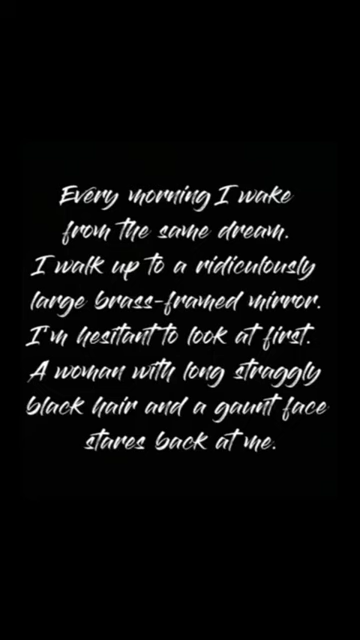 Every morning I wake
from the same dream.
I walk up to a ridiculously
large brass-framed mirror.
I'm hesitant to look at first.
A woman with long straggly
black hair and a gaunt face
stares back at me.